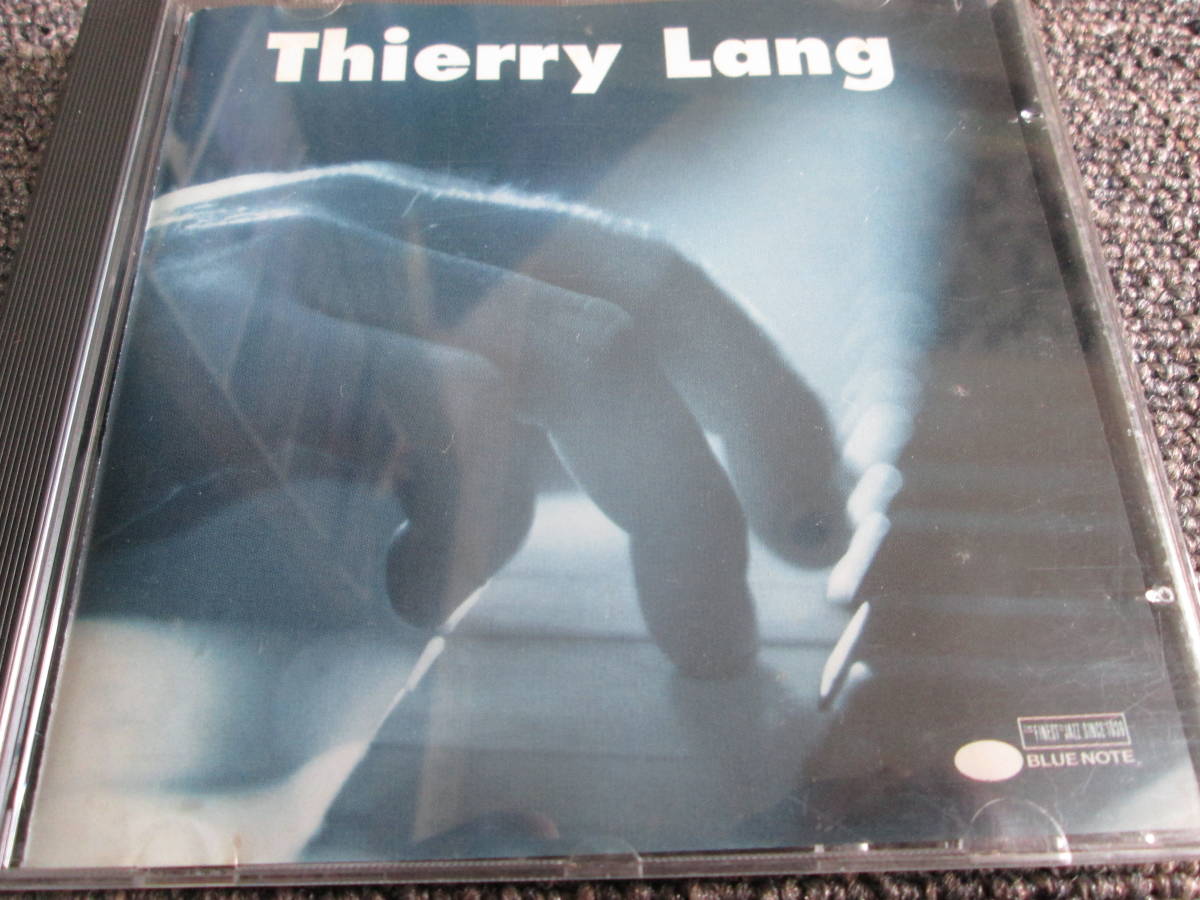 Thierry Lang
THE FINEST IN JAZZ SINCE 1939
BLUE NOTE